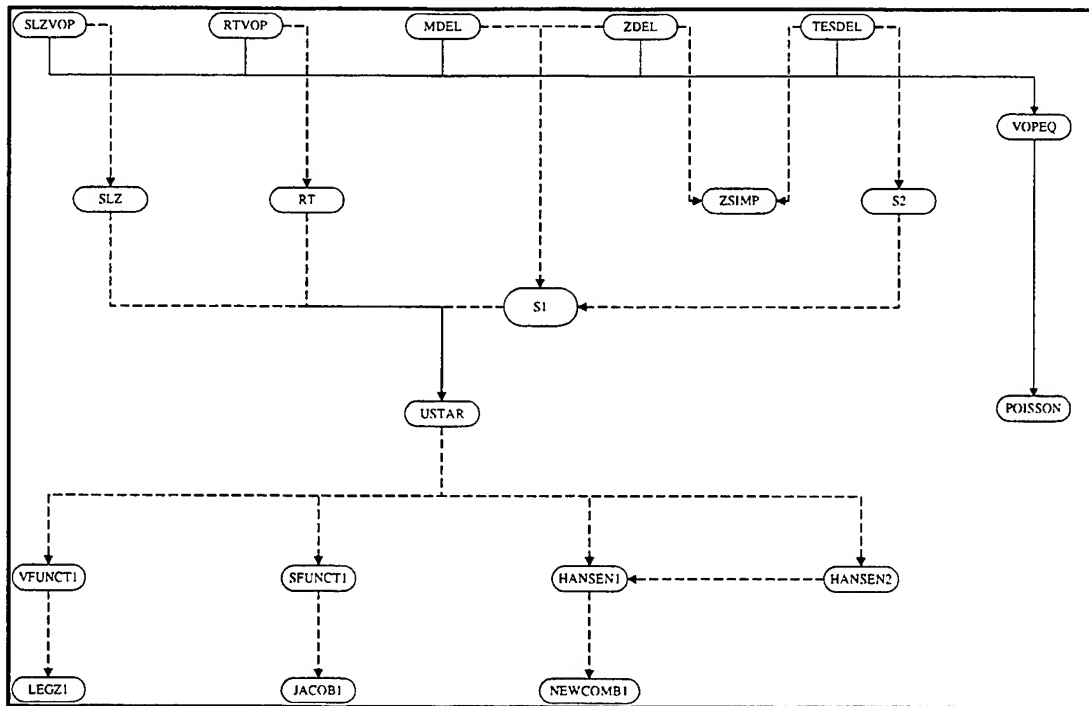 SLZVOP
RTVOP
MDEL
ZDEL
TESDEL
VOPEQ
SLZ
RT
ZSIMP
S2
S1
USTAR
POISSON
VFUNCT1
SFUNCT1
HANSEN1
HANSEN2
LEGZ1
JACOB1
NEWCOMB1